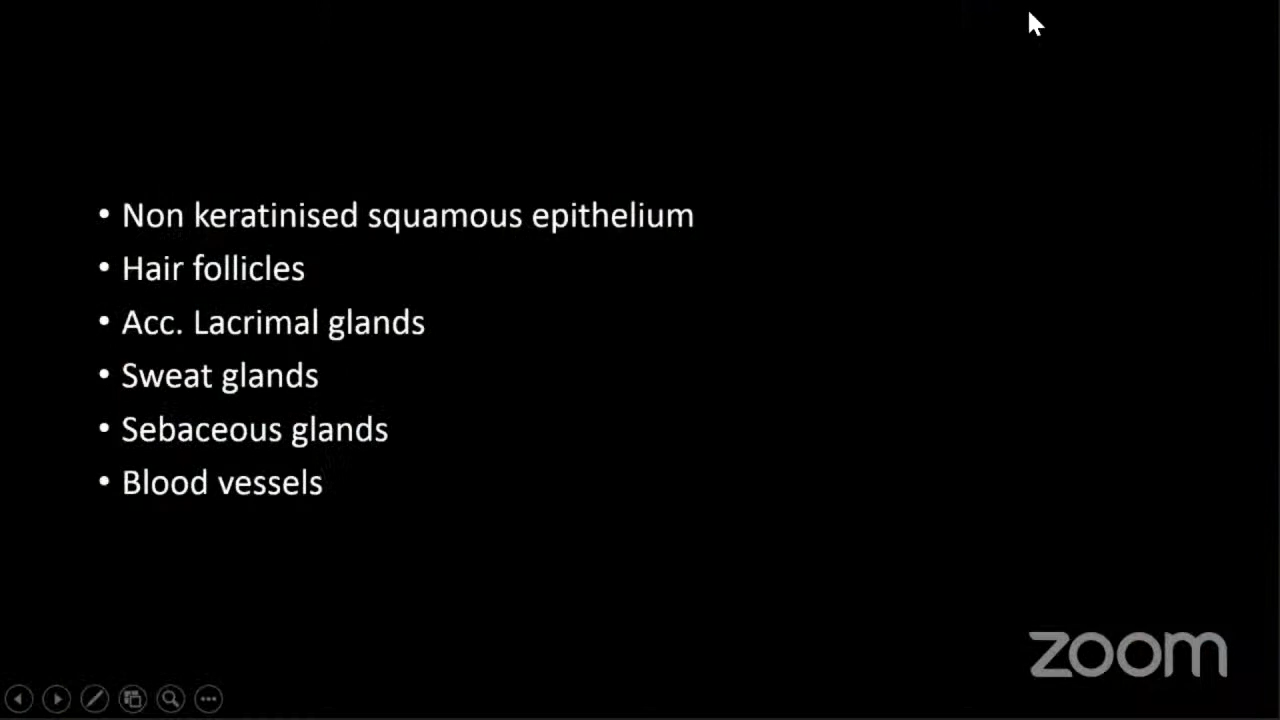 • Non keratinised squamous epithelium
• Hair follicles
• Acc. Lacrimal glands
• Sweat glands
• Sebaceous glands
• Blood vessels
zoom